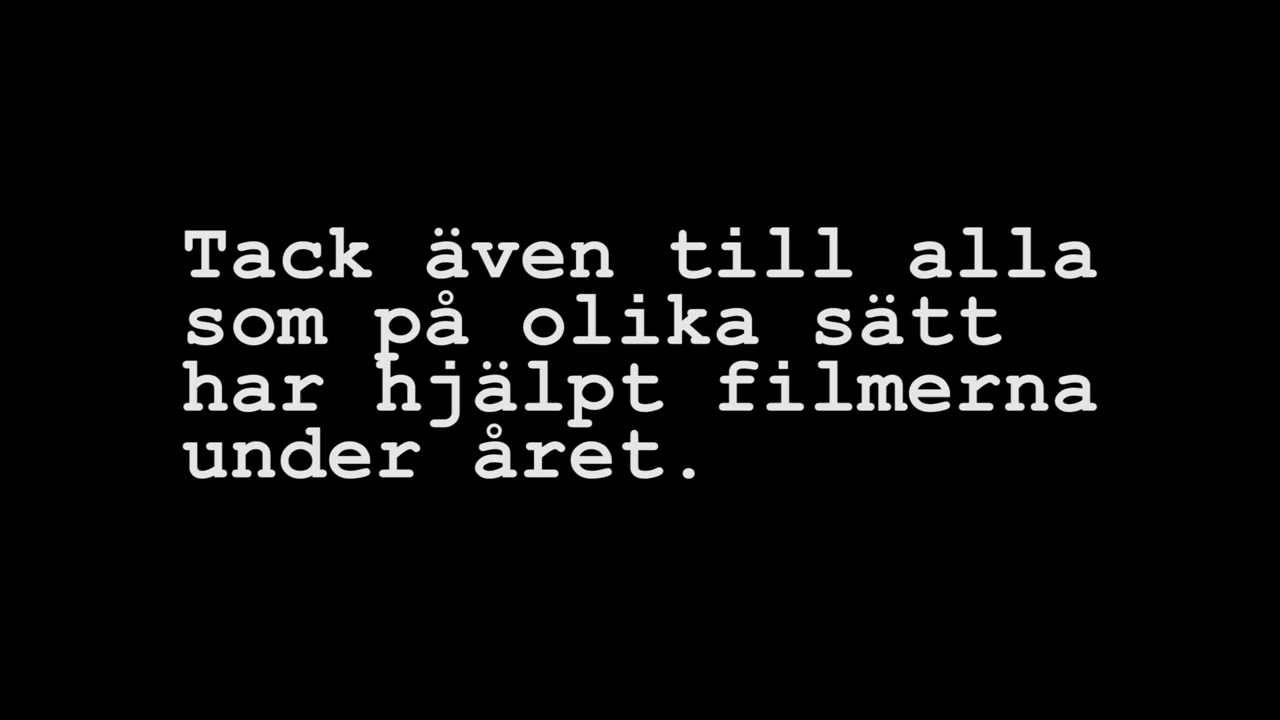 Tack även till alla
som på olika sätt
har hjälpt filmerna
under året.